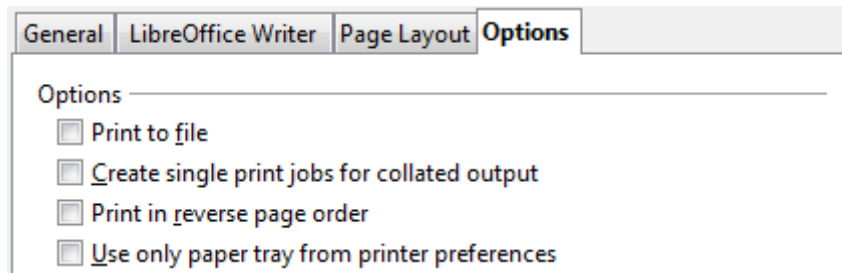 General LibreOffice Writer Page Layout Options
Options
Print to file
Create single print jobs for collated output
Print in reverse page order
Use only paper tray from printer preferences